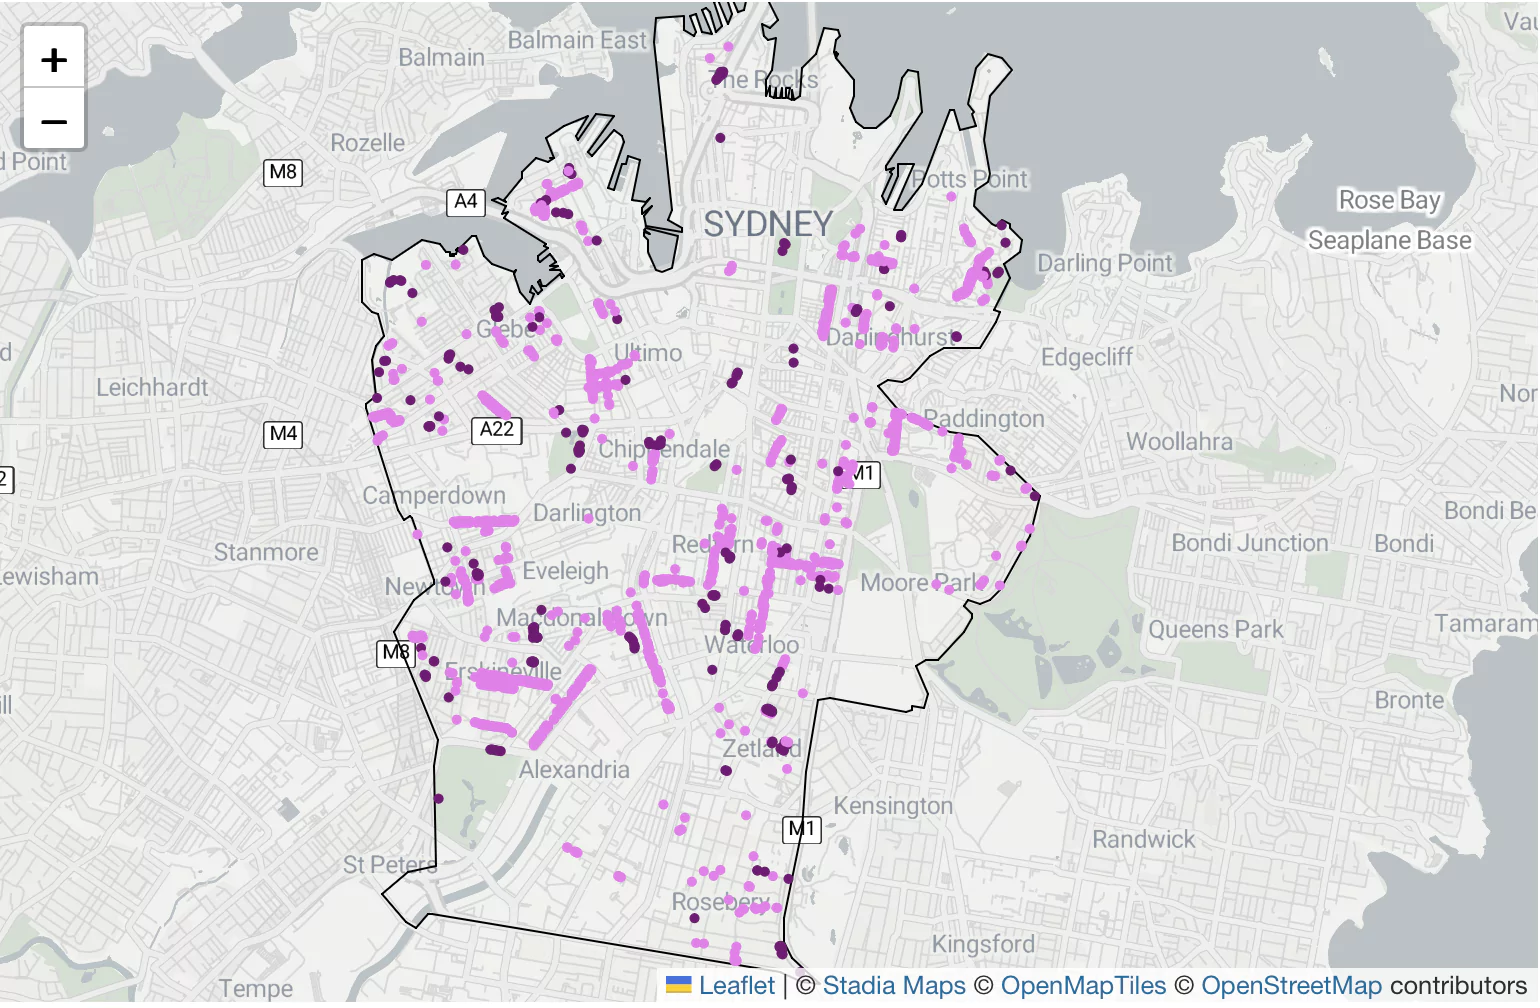 +
−
Balmain East
Balmain
Vau
The Rocks
Rozelle
d Point
M8
A4
Potts Point
Rose Bay
SYDNEY
Seaplane Base
Darling Point
Glebe
Darlinghurst
Ultimo
Edgecliff
d
Leichhardt
Nor
Paddington
M4
A22
Woollahra
Chippendale
M1
2
Camperdown
Darlington
Bondi Be
Redfern
Bondi Junction
Bondi
Stanmore
Lewisham
Eveleigh
Newtown
Moore Park
Macdonaldtown
Tamaram
Queens Park
Waterloo
M8
Erskineville
Bronte
ill
Zetland
Alexandria
Kensington
M1
Randwick
St Peters
Rosebery
Kingsford
Tempe
Leaflet | © Stadia Maps © OpenMapTiles © OpenStreetMap contributors